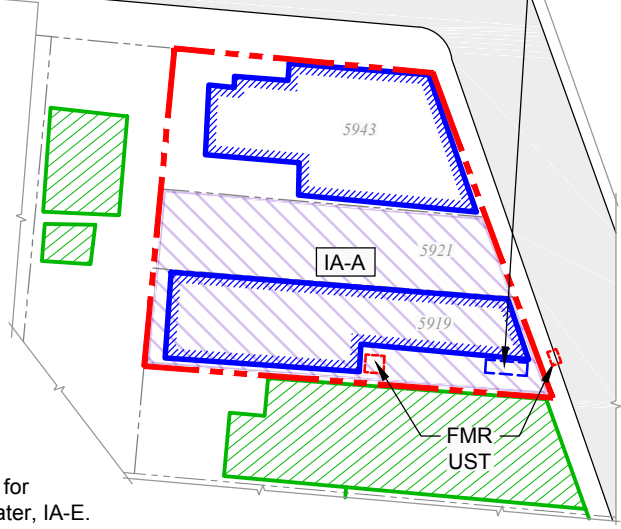 5943
5921
IA-A
5919
FMR
UST
for
ater, IA-E.